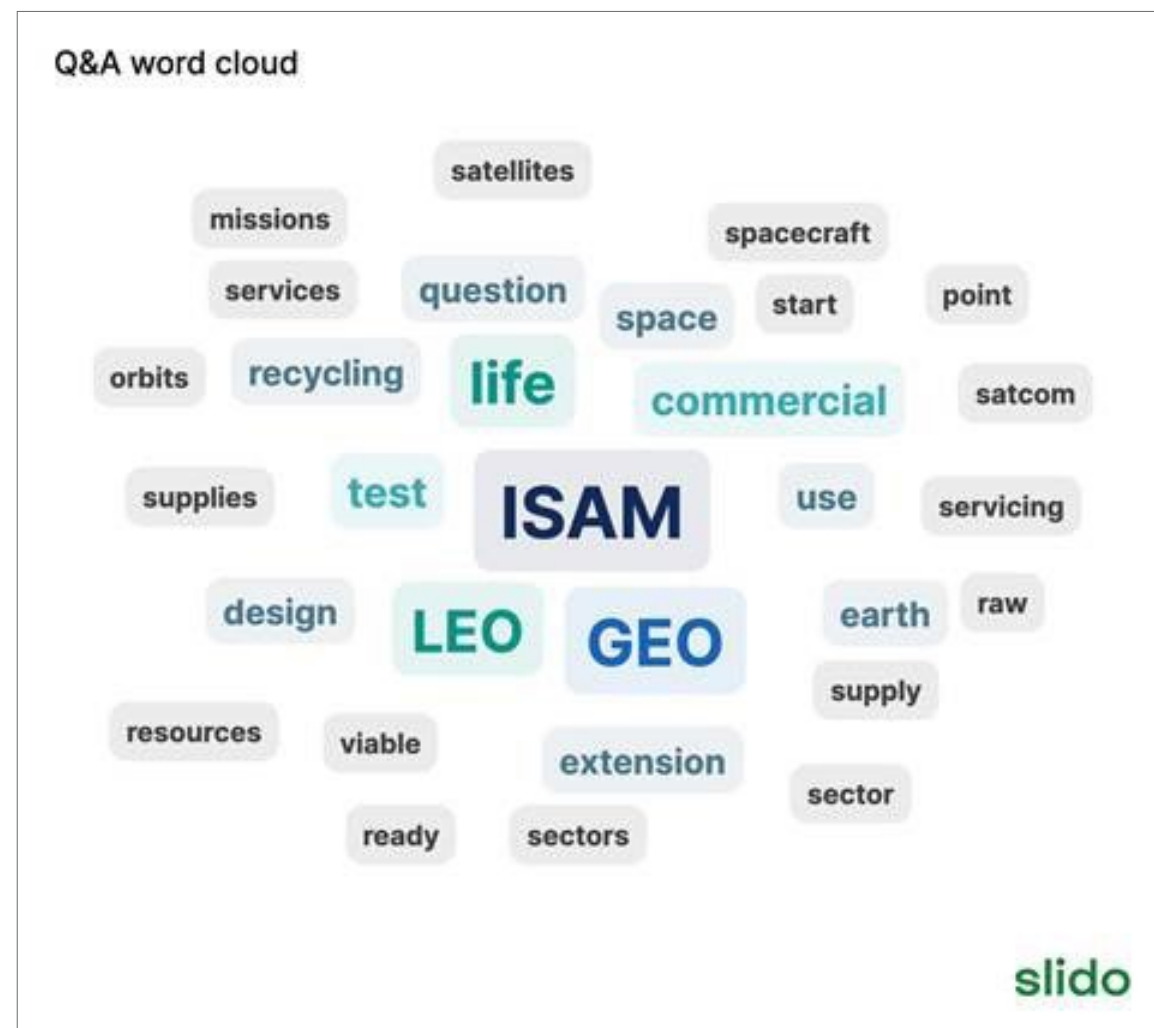 Q&A word cloud
satellites
missions
spacecraft
services
question
space
start
point
orbits
recycling
life
commercial
satcom
supplies
test
ISAM
use
servicing
design
LEO
GEO
earth
raw
supply
resources
viable
extension
sector
ready
sectors
slido